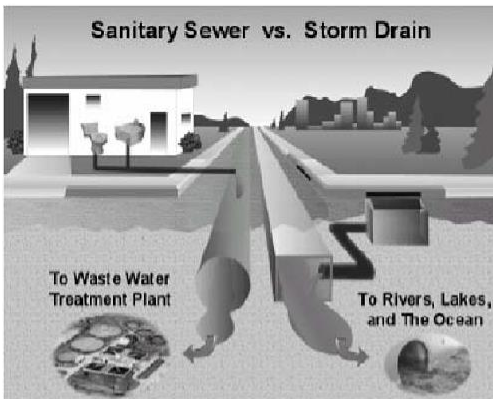 Sanitary Sewer vs. Storm Drain
To Waste Water
Treatment Plant
To Rivers, Lakes,
and The Ocean